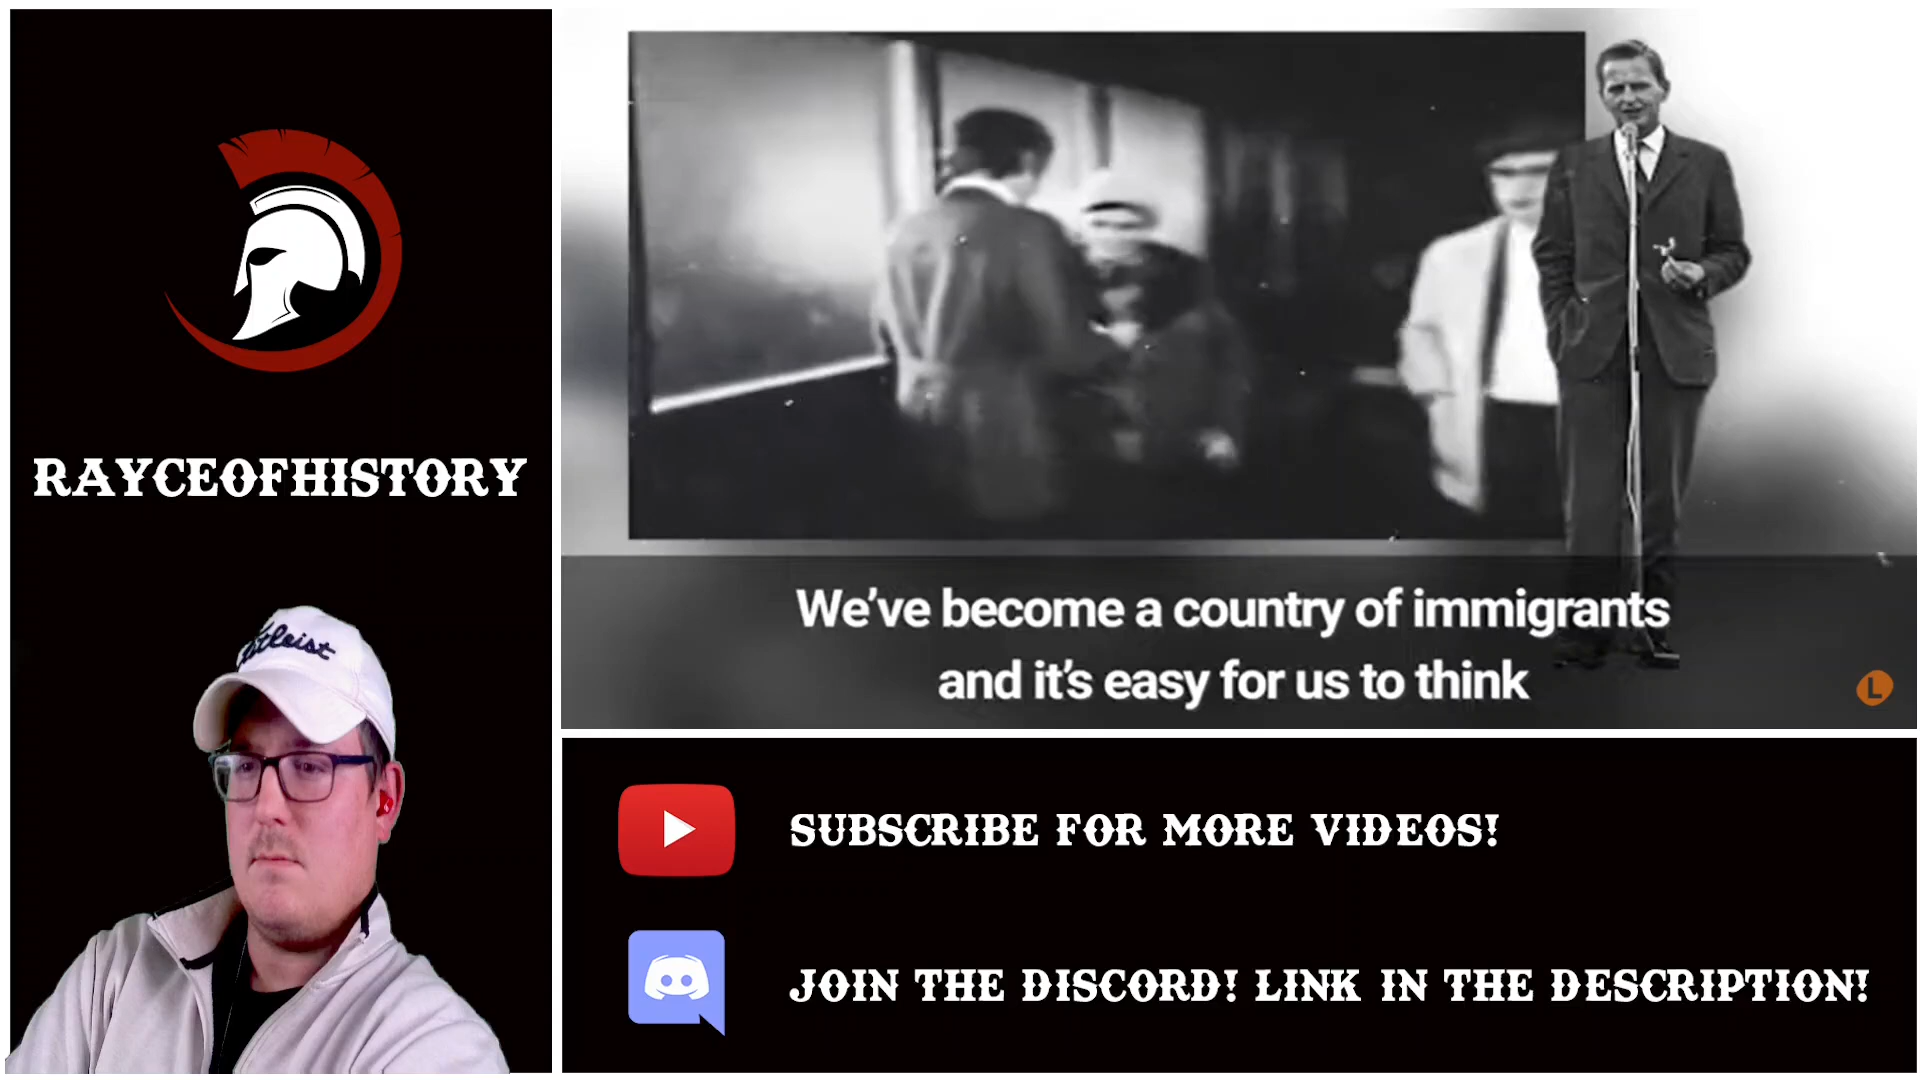 RAYCEOFHISTORY
Titleist
We've become a country of immigrants
and it's easy for us to think
L
SUBSCRIBE FOR MORE VIDEOS!
JOIN THE DISCORD! LINK IN THE DESCRIPTION!